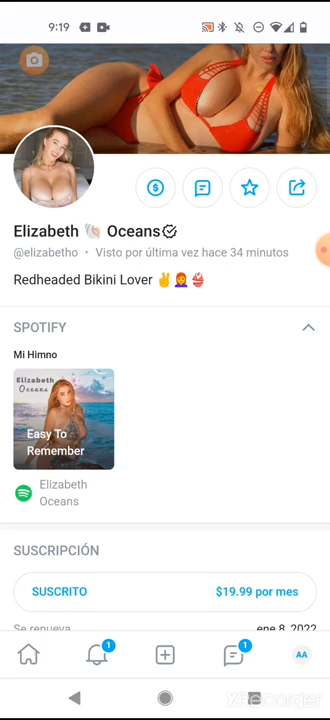 9:19
Elizabeth 🐚 Oceans
@elizabetho • Visto por última vez hace 34 minutos
Redheaded Bikini Lover ✌️👩‍🦰👙
SPOTIFY
Mi Himno
Elizabeth
Oceans
Easy To
Remember
Elizabeth
Oceans
SUSCRIPCIÓN
SUSCRITO $19.99 por mes
Se renueva ene 8, 2022
1 1
AA
XRecorder